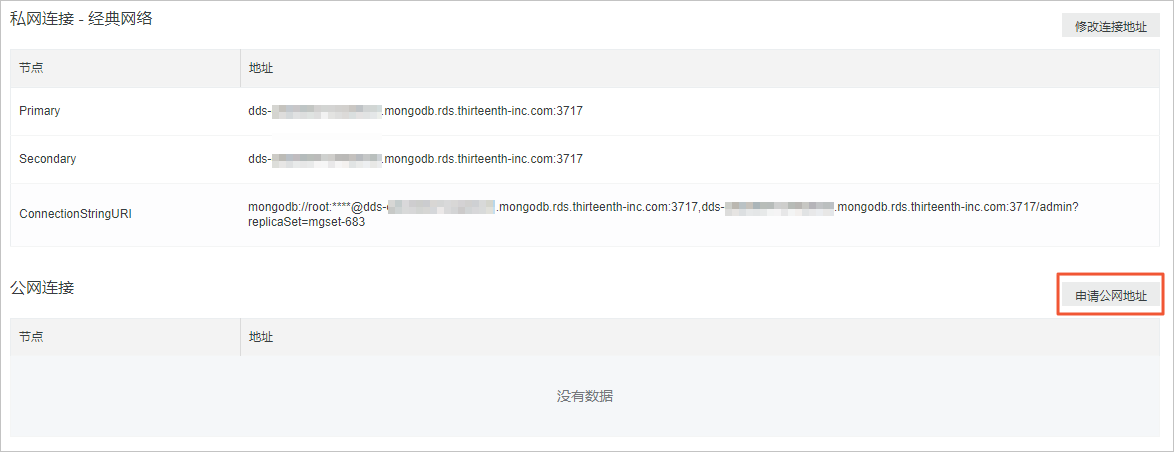 私网连接 - 经典网络
修改连接地址
节点 地址
Primary dds- .mongodb.rds.thirteenth-inc.com:3717
Secondary dds- .mongodb.rds.thirteenth-inc.com:3717
ConnectionStringURI mongodb://root:****@dds- .mongodb.rds.thirteenth-inc.com:3717,dds- .mongodb.rds.thirteenth-inc.com:3717/admin?
replicaSet=mgset-683
公网连接
申请公网地址
节点 地址
没有数据